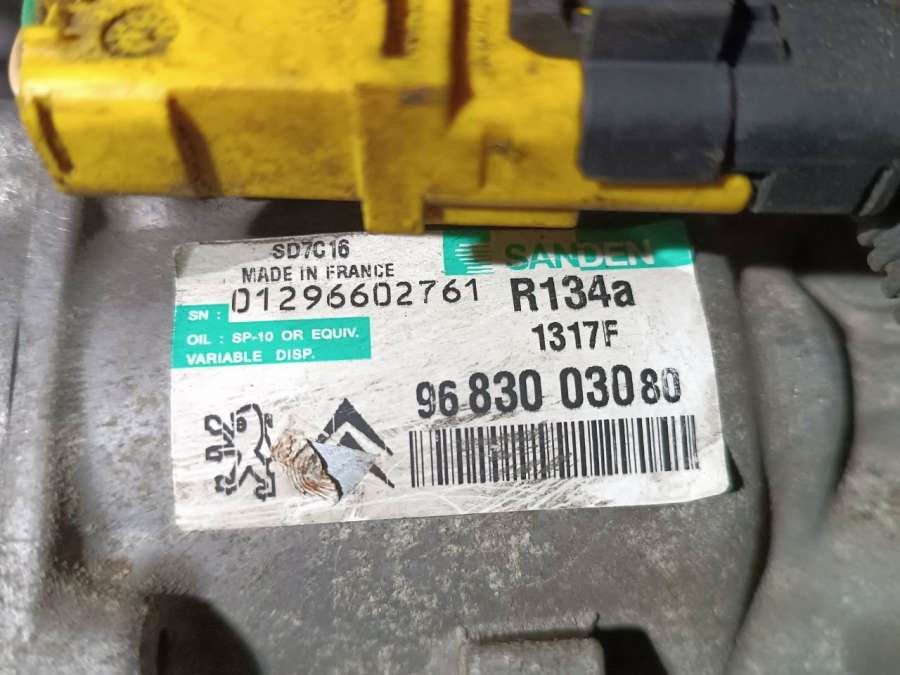 SD7C16
MADE IN FRANCE
SANDEN
SN : 01296602761
R134a
OIL : SP-10 OR EQUIV.
VARIABLE DISP.
1317F
96 830 030 80